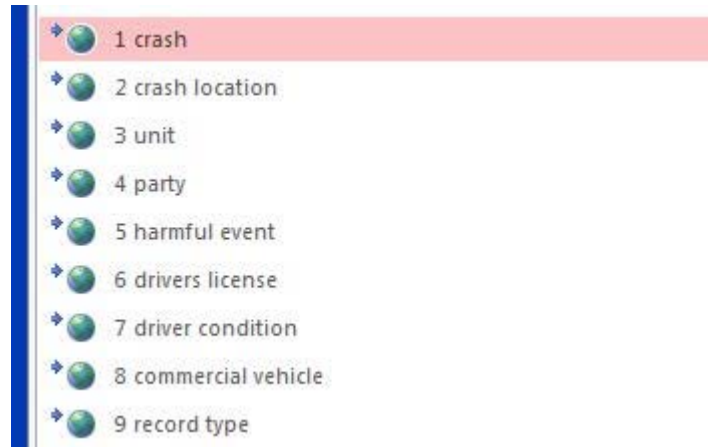 1 crash
2 crash location
3 unit
4 party
5 harmful event
6 drivers license
7 driver condition
8 commercial vehicle
9 record type